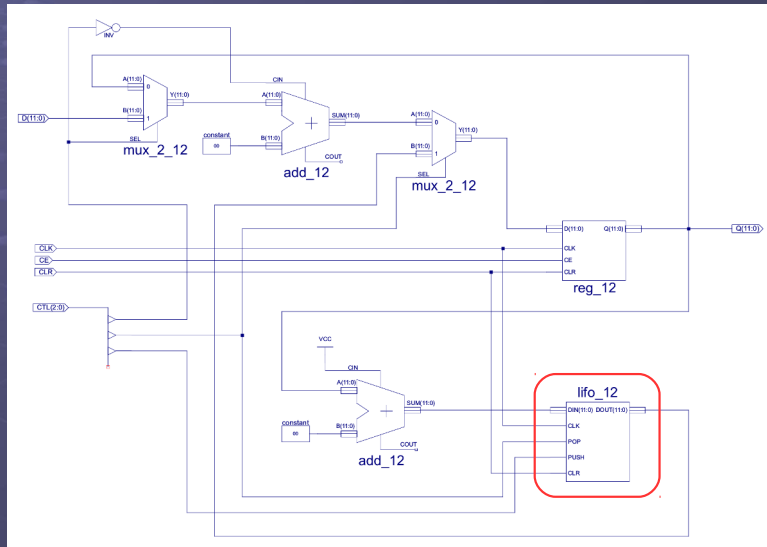 INV
CIN
A(11:0)
0
Y(11:0)
B(11:0)
1
D(11:0)
SEL
mux_2_12
A(11:0)
SUM(11:0)
constant
00
B(11:0)
COUT
add_12
A(11:0)
0
Y(11:0)
B(11:0)
1
SEL
mux_2_12
D(11:0) Q(11:0)
CLK
CE
CLR
reg_12
Q(11:0)
CLK
CE
CLR
CTL(2:0)
VCC
CIN
A(11:0)
SUM(11:0)
constant
00
B(11:0)
COUT
add_12
lifo_12
DIN(11:0) DOUT(11:0)
CLK
POP
PUSH
CLR